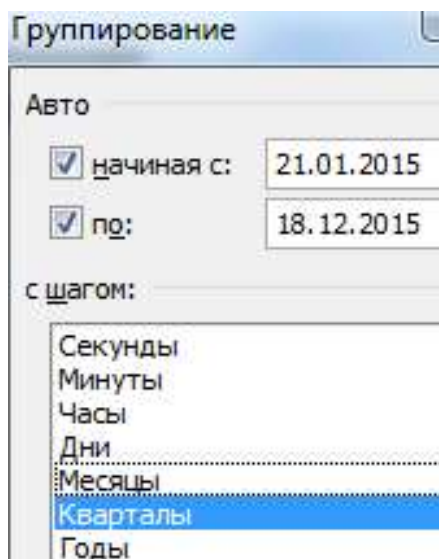 Группирование
Авто
начиная с: 21.01.2015
по: 18.12.2015
с шагом:
Секунды
Минуты
Часы
Дни
Месяцы
Кварталы
Годы